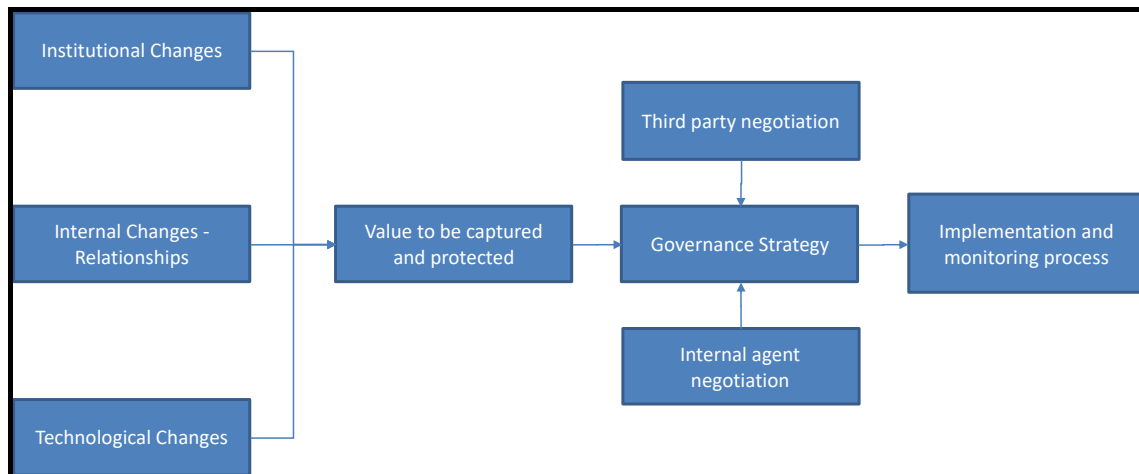 Institutional Changes
Third party negotiation
Internal Changes -
Relationships
Value to be captured
and protected
Governance Strategy
Implementation and
monitoring process
Internal agent
negotiation
Technological Changes